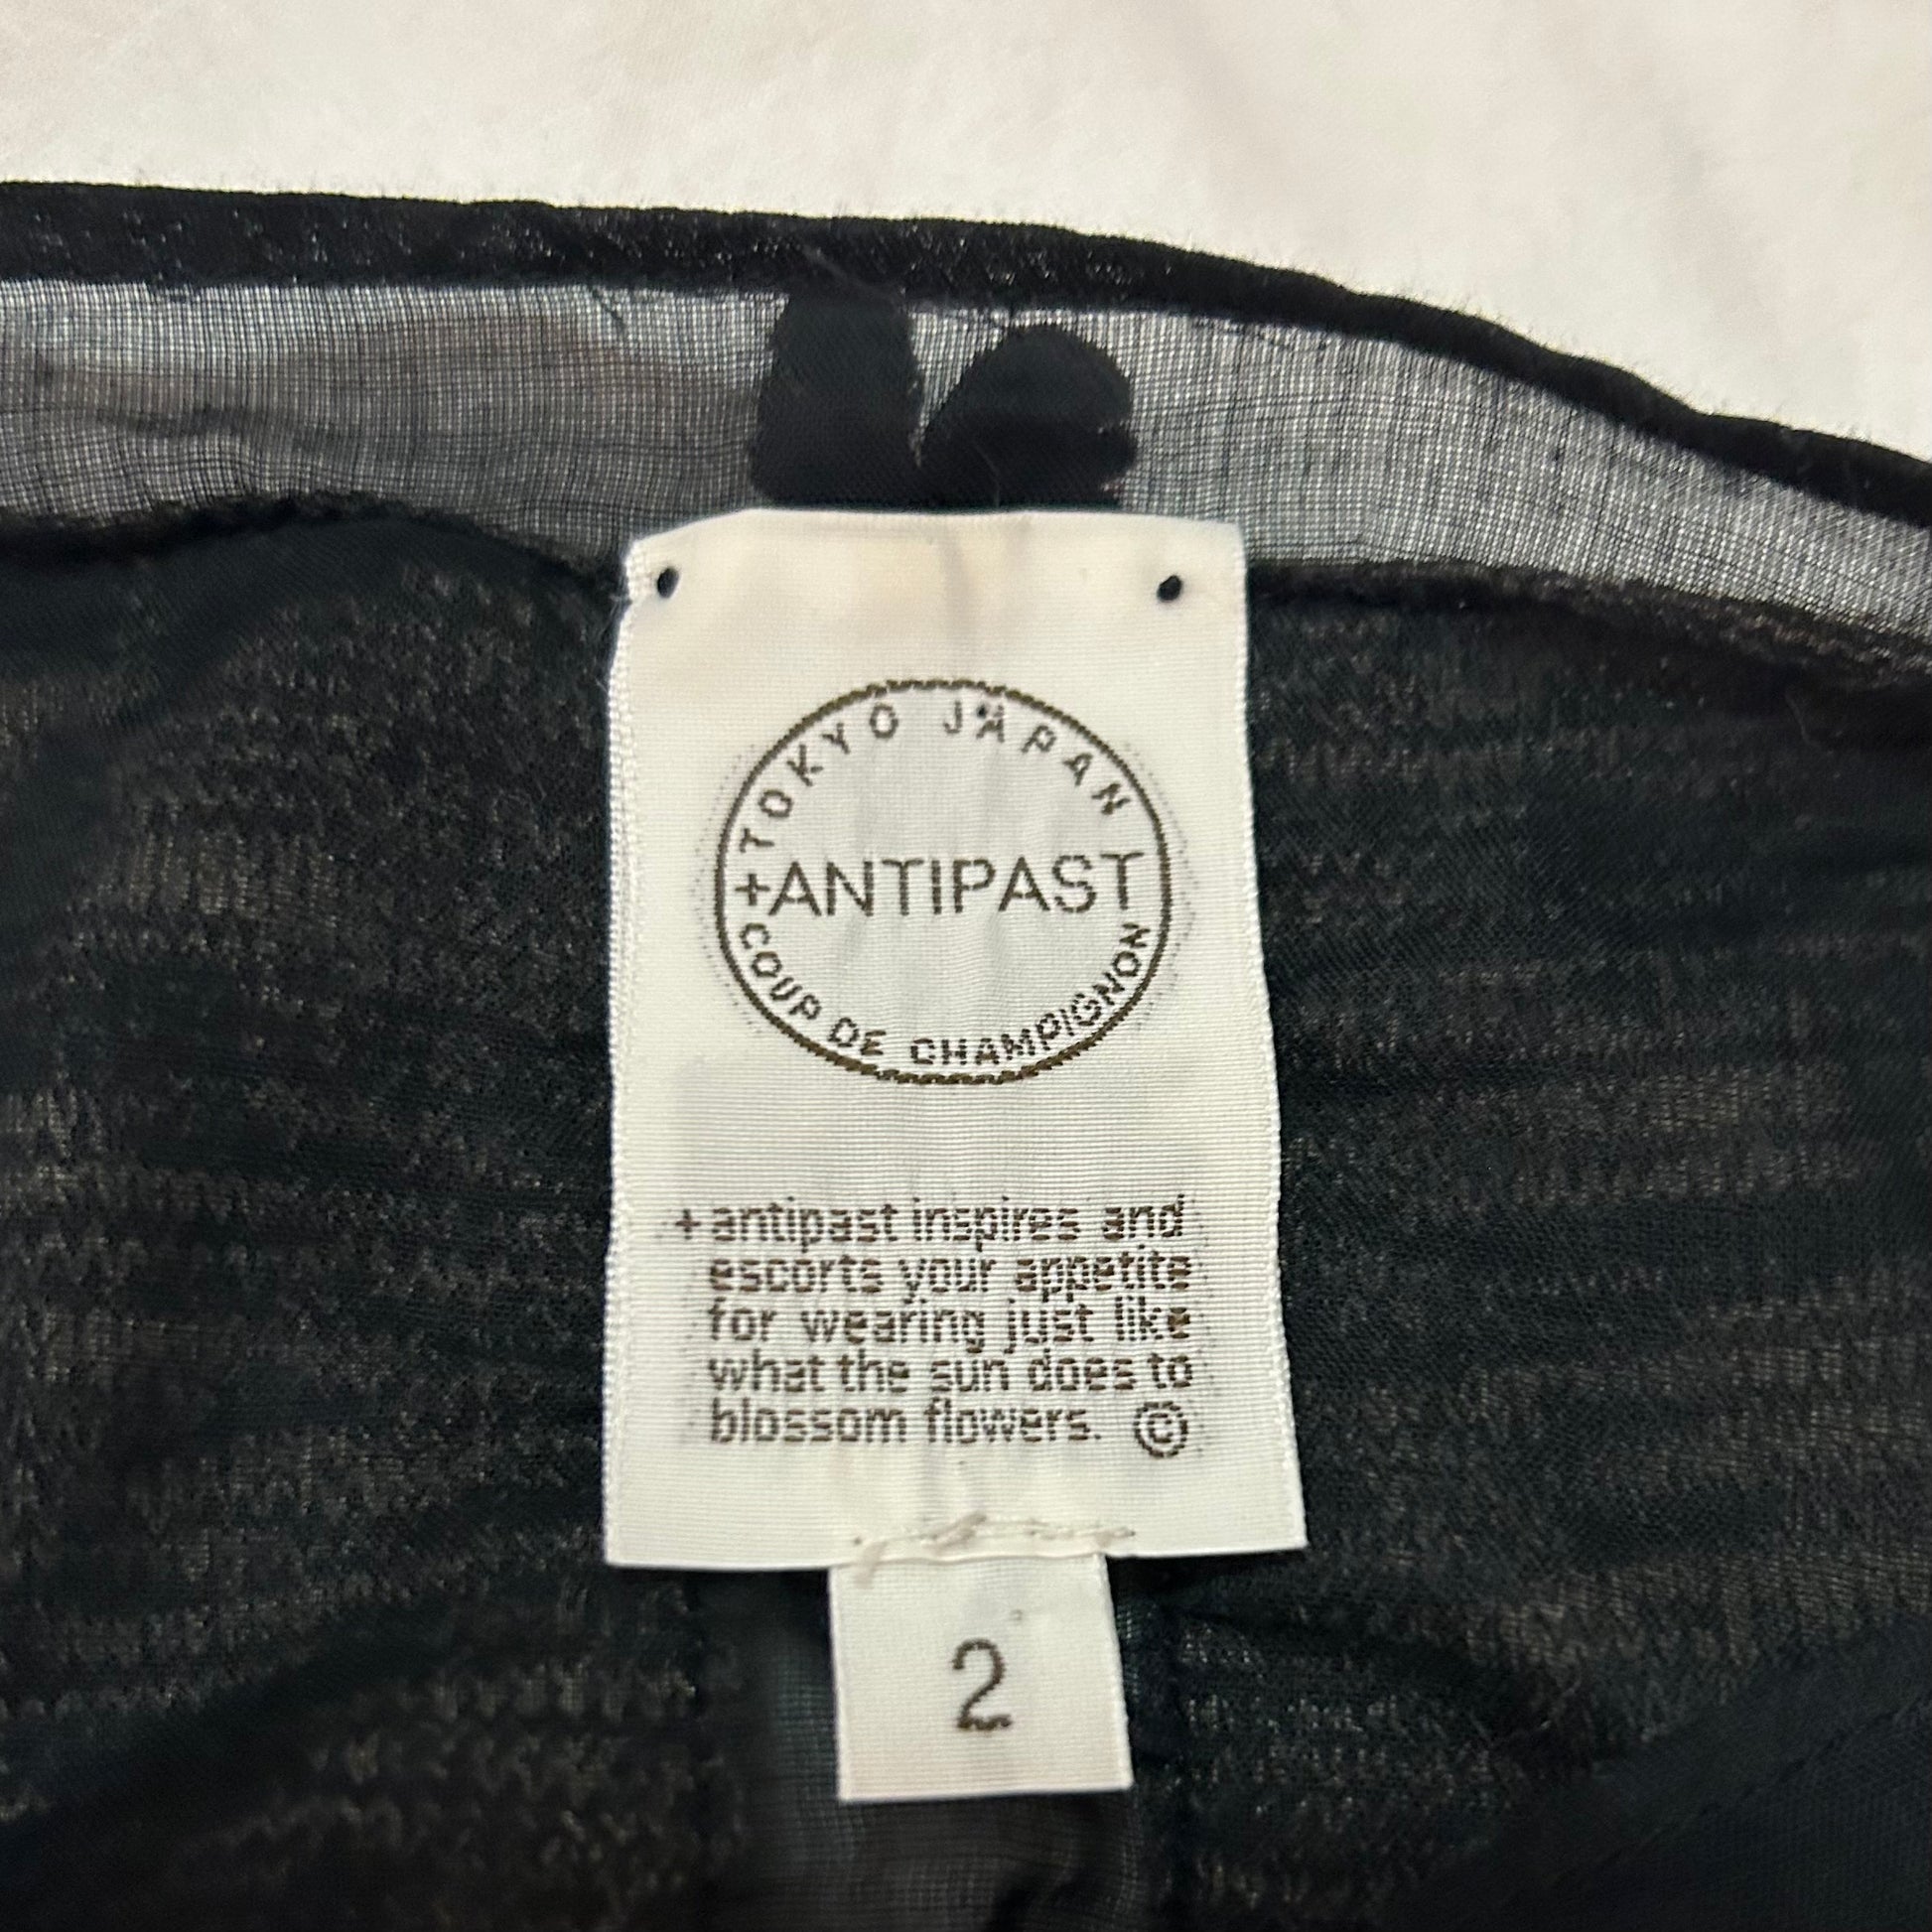 TOKYO JAPAN
+ANTIPAST
COUP DE CHAMPIGNON
+antipast inspires and
escorts your appetite
for wearing just like
what the sun does to
blossom flowers. ©
2